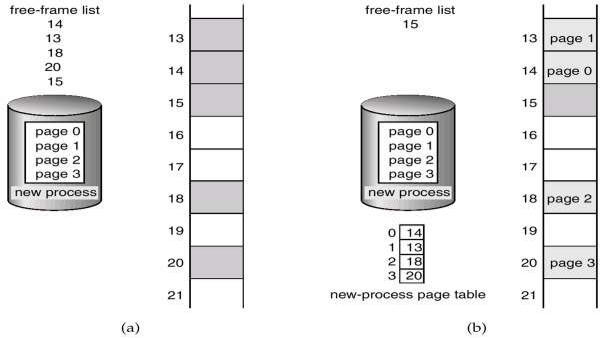 free-frame list
14
13
18
20
15
page 0
page 1
page 2
page 3
new process
13
14
15
16
17
18
19
20
21
(a)
free-frame list
15
page 0
page 1
page 2
page 3
new process
0 14
1 13
2 18
3 20
new-process page table
13 page 1
14 page 0
15
16
17
18 page 2
19
20 page 3
21
(b)